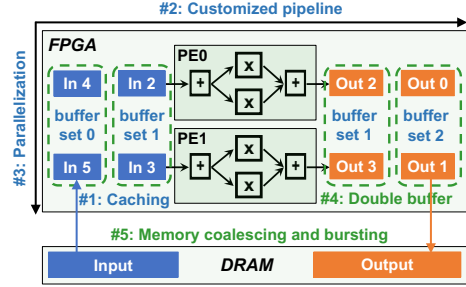 #2: Customized pipeline
#3: Parallelization
FPGA
PE0
In 4
In 2
+
x
x
+
Out 2
Out 0
buffer
set 0
buffer
set 1
buffer
set 1
buffer
set 2
PE1
In 5
In 3
+
x
x
+
Out 3
Out 1
#1: Caching
#4: Double buffer
#5: Memory coalescing and bursting
Input
DRAM
Output